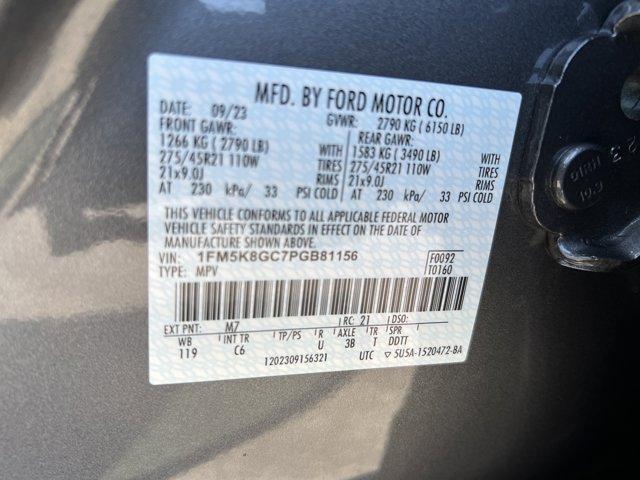 MFD. BY FORD MOTOR CO.
DATE: 09/23 GVWR: 2790 KG ( 6150 LB)
FRONT GAWR: REAR GAWR:
1266 KG ( 2790 LB) WITH 1583 KG ( 3490 LB) WITH
275/45R21 110W TIRES 275/45R21 110W TIRES
21x9.0J RIMS 21x9.0J RIMS
AT 230 kPa/ 33 PSI COLD AT 230 kPa/ 33 PSI COLD
THIS VEHICLE CONFORMS TO ALL APPLICABLE FEDERAL MOTOR
VEHICLE SAFETY STANDARDS IN EFFECT ON THE DATE OF
MANUFACTURE SHOWN ABOVE.
VIN: 1FM5K8GC7PGB81156 F0092
TYPE: MPV T0160
EXT PNT: M7 RC: 21 DSO:
WB INT TR TP/PS R AXLE TR SPR
119 C6 U 3B T DDTT
1202309156321 UTC ▽ 5U5A-1520472-BA